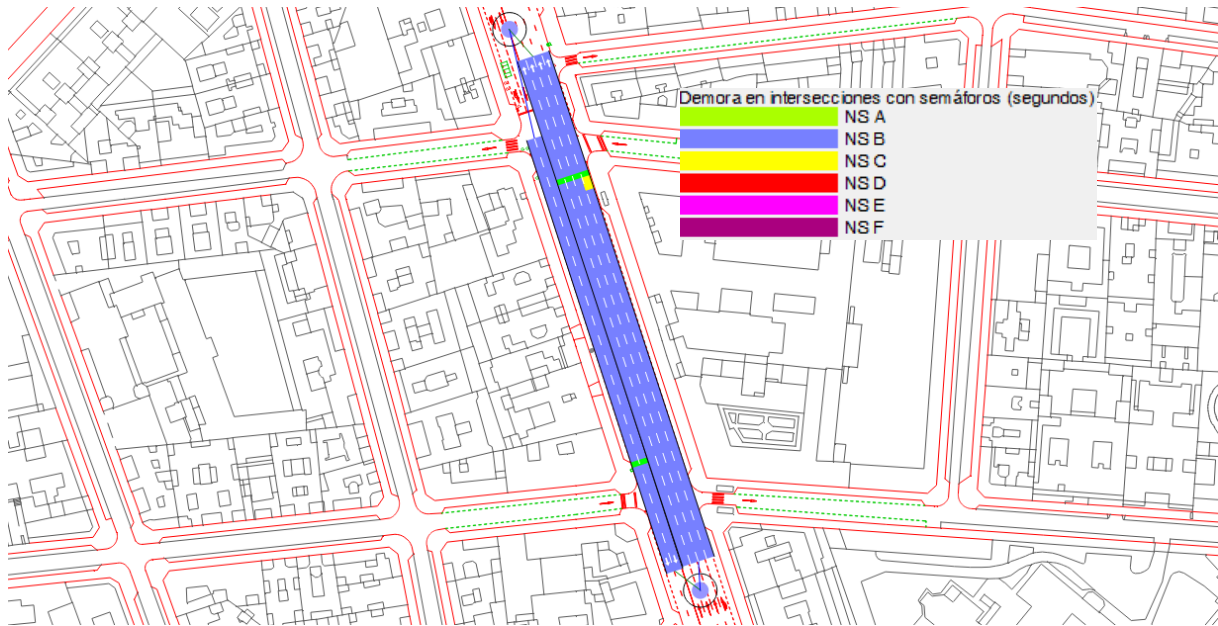 Demora en intersecciones con semáforos (segundos)
NS A
NS B
NS C
NS D
NS E
NS F